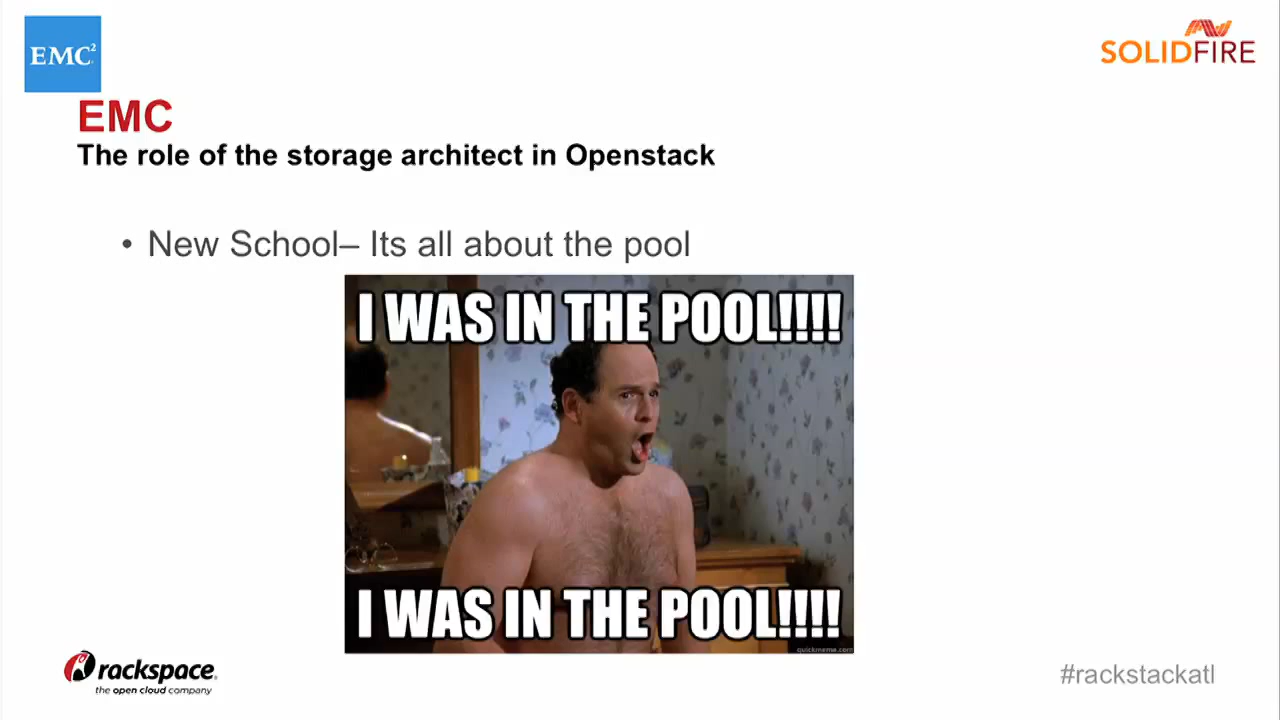 EMC²
SOLIDFIRE
EMC
The role of the storage architect in Openstack
• New School– Its all about the pool
I WAS IN THE POOL!!!!
I WAS IN THE POOL!!!!
quickmeme.com
rackspace.
the open cloud company
#rackstackatl